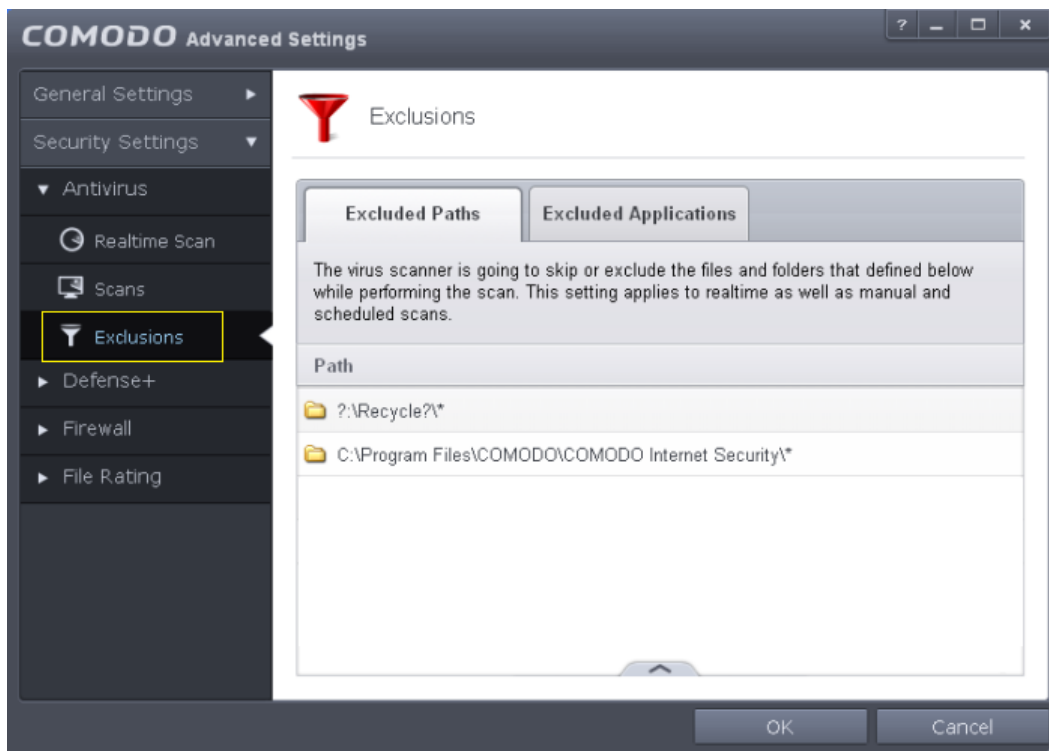 COMODO Advanced Settings
?
General Settings
Security Settings
Antivirus
Realtime Scan
Scans
Exclusions
Defense+
Firewall
File Rating
Exclusions
Excluded Paths
Excluded Applications
The virus scanner is going to skip or exclude the files and folders that defined below
while performing the scan. This setting applies to realtime as well as manual and
scheduled scans.
Path
?:\Recycle?\*
C:\Program Files\COMODO\COMODO Internet Security\*
OK
Cancel